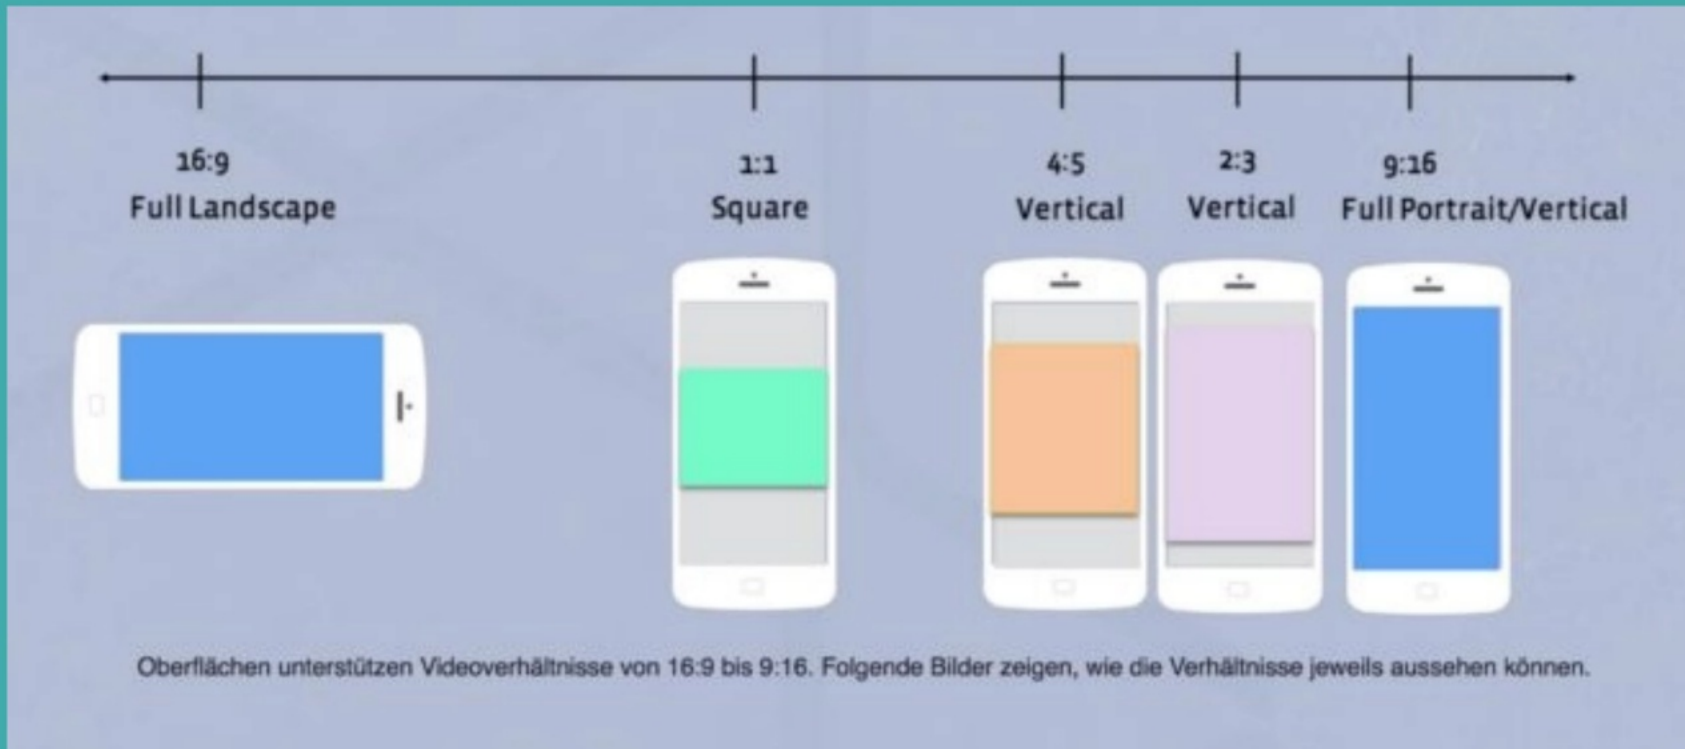 16:9
Full Landscape
1:1
Square
4:5
Vertical
2:3
Vertical
9:16
Full Portrait/Vertical
Oberflächen unterstützen Videoverhältnisse von 16:9 bis 9:16. Folgende Bilder zeigen, wie die Verhältnisse jeweils aussehen können.